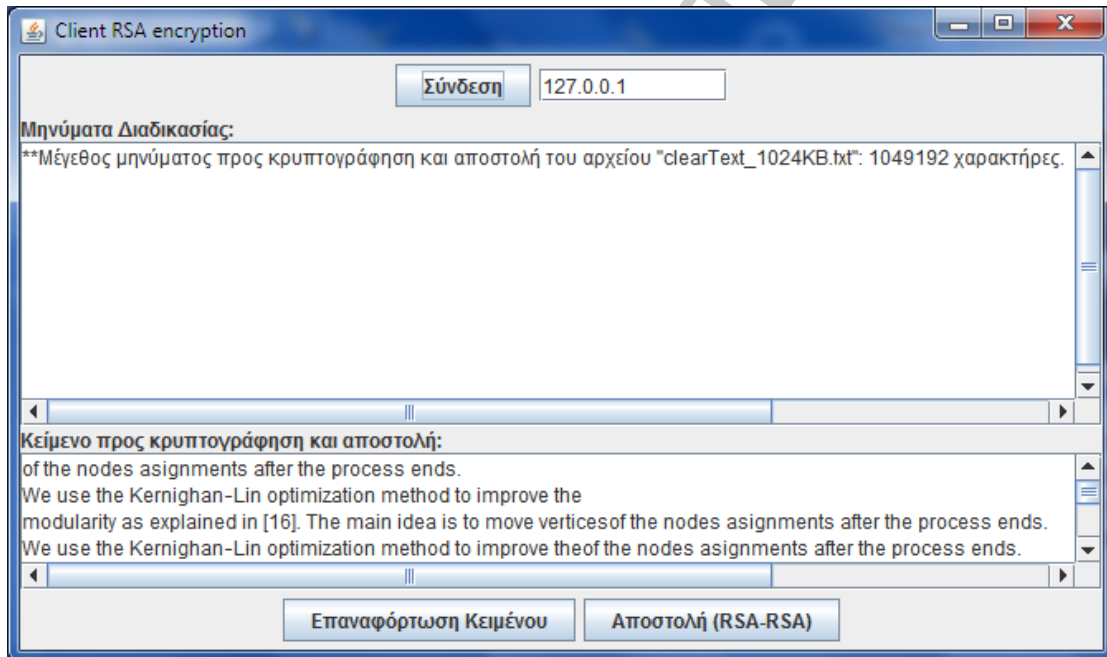 Client RSA encryption
Σύνδεση 127.0.0.1
Μηνύματα Διαδικασίας:
**Μέγεθος μηνύματος προς κρυπτογράφηση και αποστολή του αρχείου "clearText_1024KB.txt": 1049192 χαρακτήρες.
Κείμενο προς κρυπτογράφηση και αποστολή:
of the nodes asignments after the process ends.
We use the Kernighan-Lin optimization method to improve the
modularity as explained in [16]. The main idea is to move verticesof the nodes asignments after the process ends.
We use the Kernighan-Lin optimization method to improve theof the nodes asignments after the process ends.
Επαναφόρτωση Κειμένου Αποστολή (RSA-RSA)